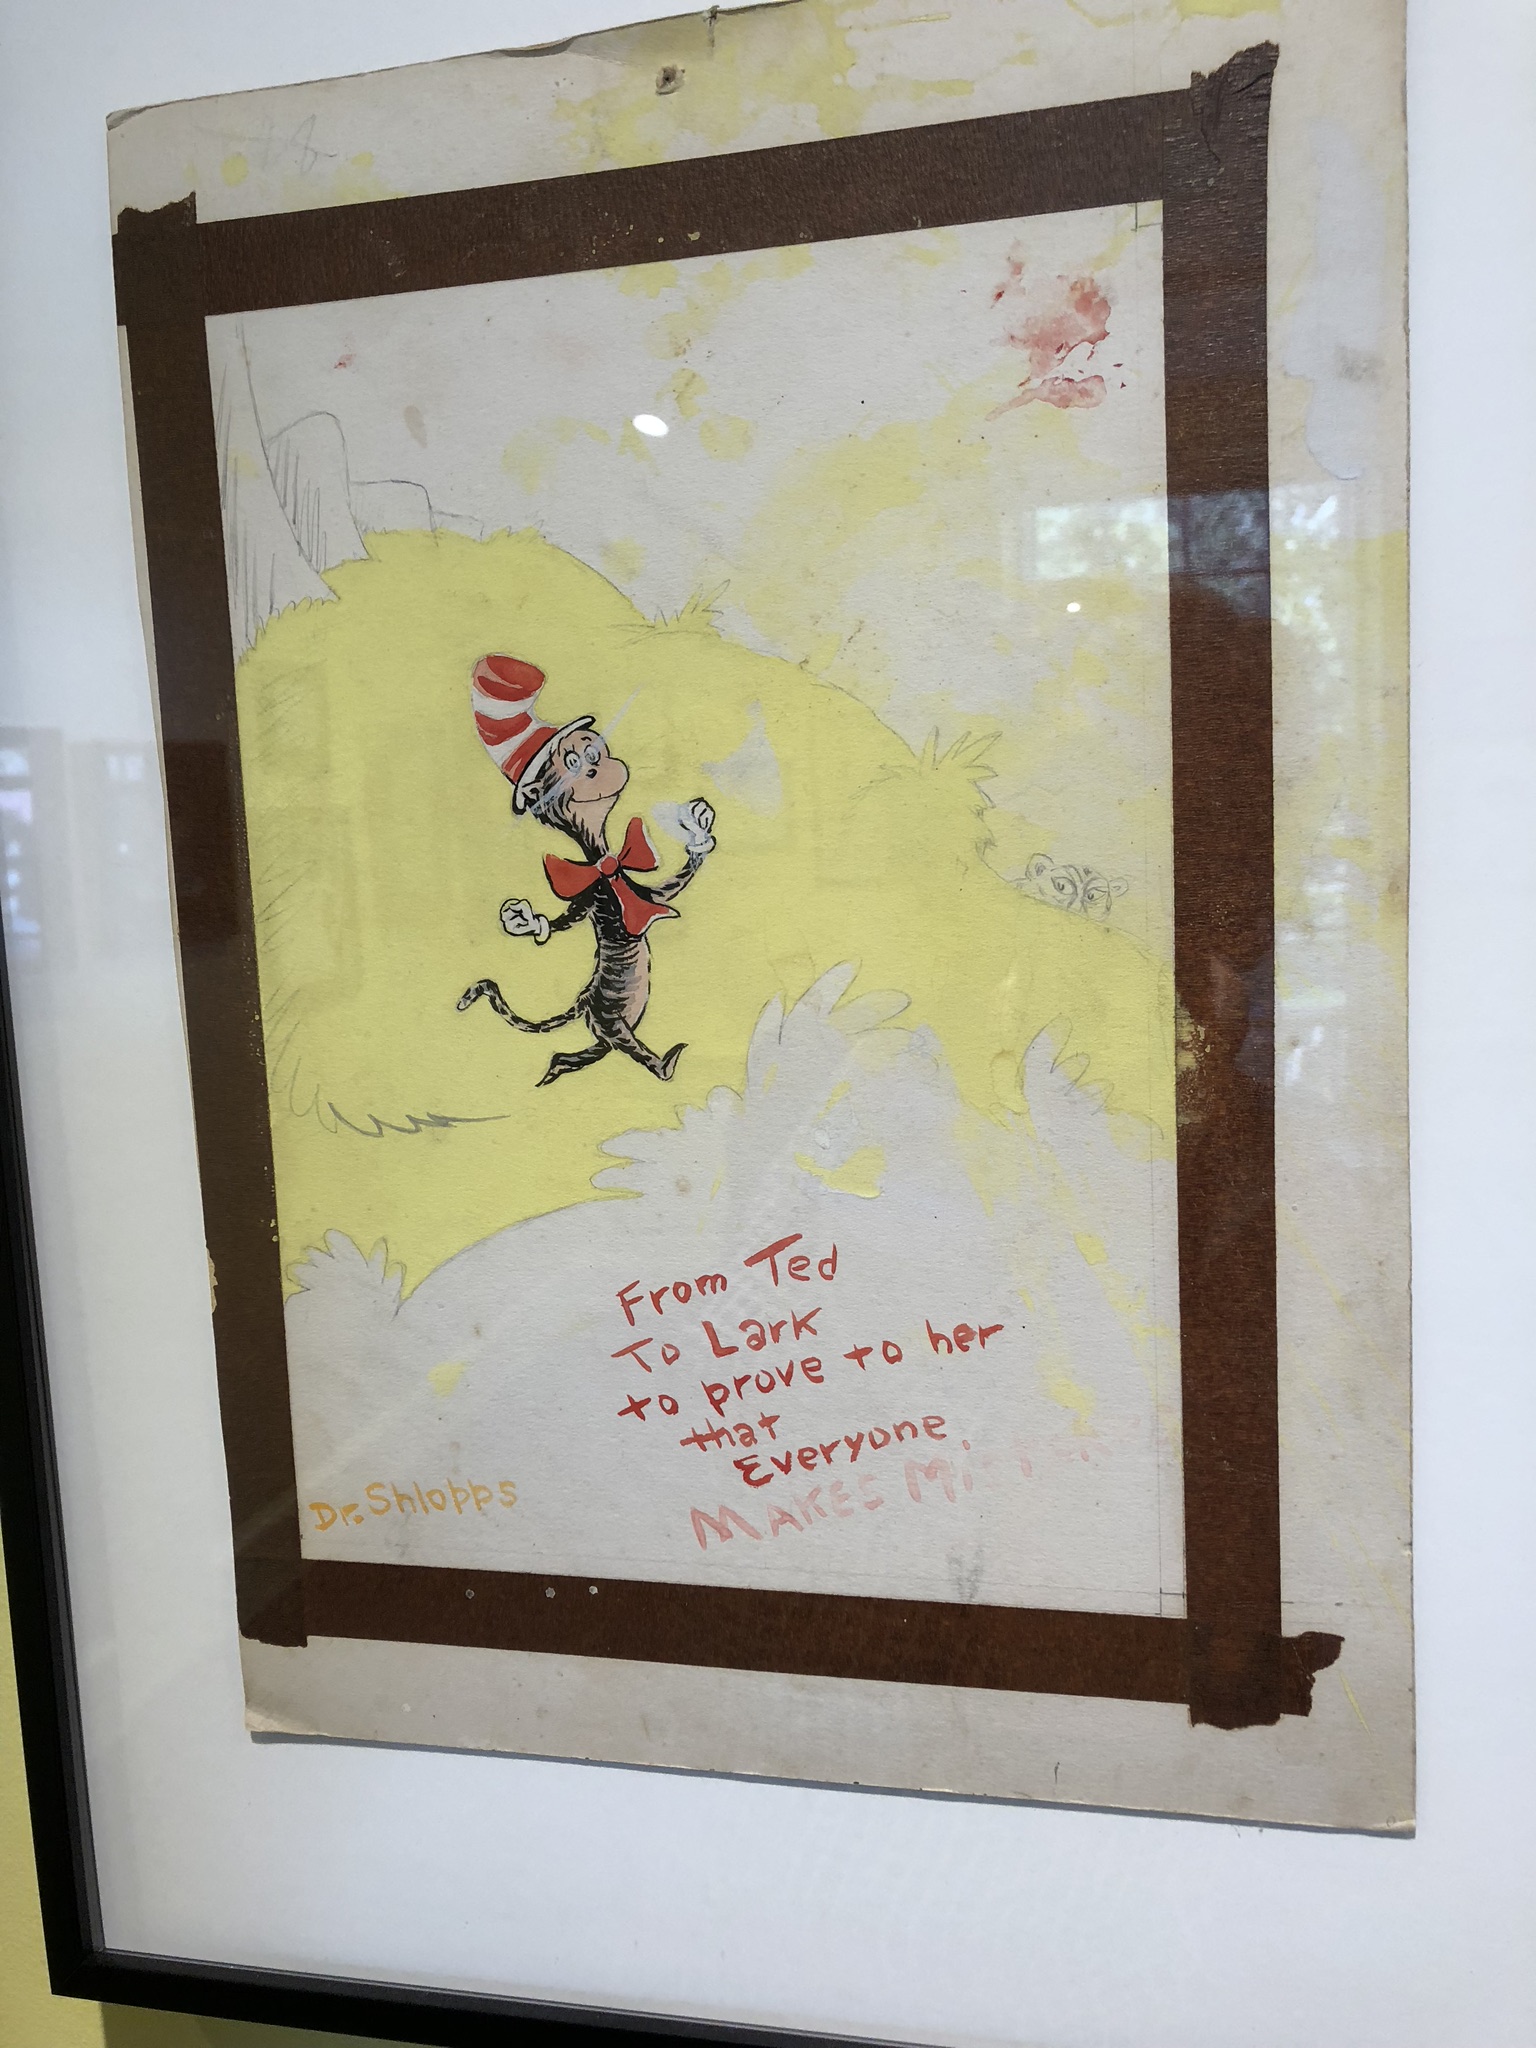 From Ted
To Lark
to prove to her
that
Everyone
MAKES
Dr. Shlopps